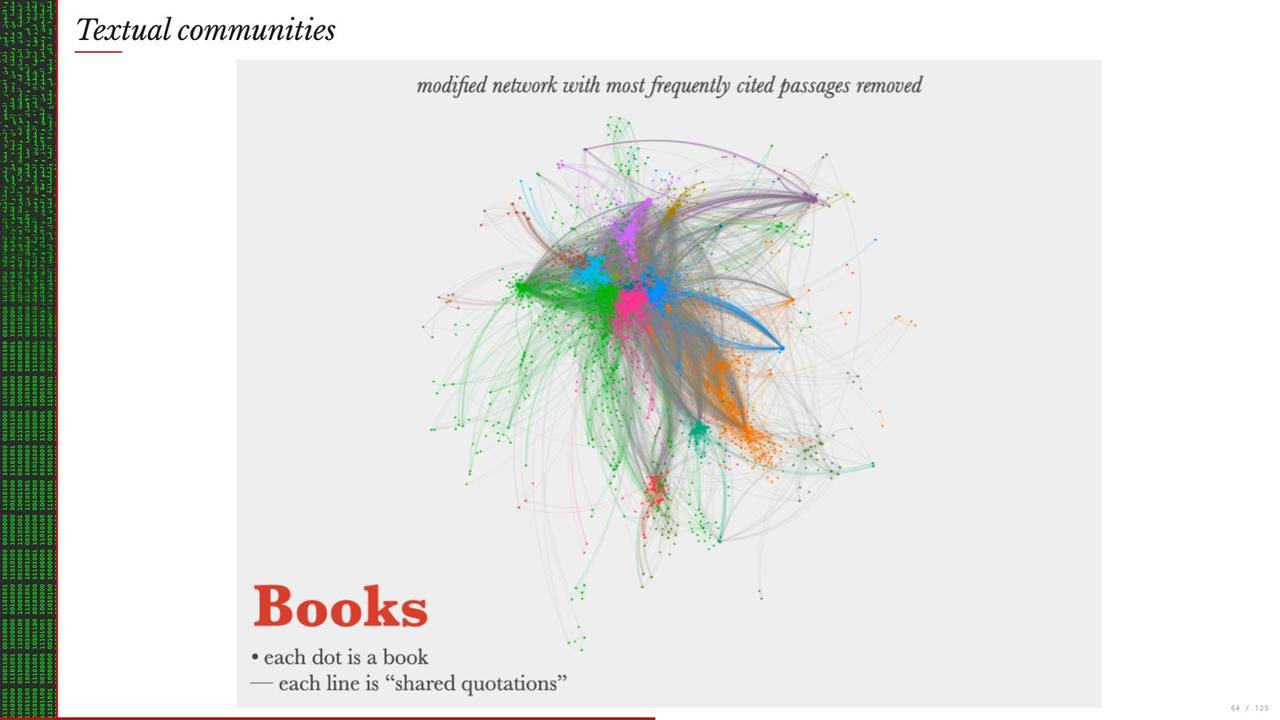 Textual communities
modified network with most frequently cited passages removed
Books
• each dot is a book
— each line is “shared quotations”
64 / 125